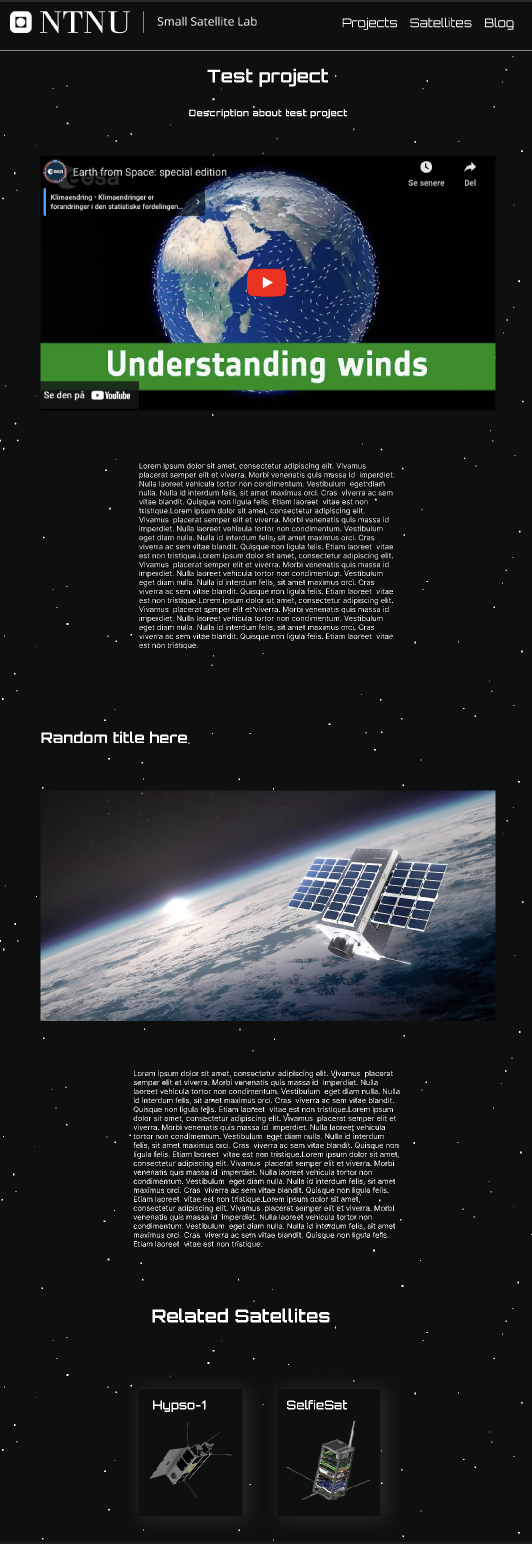 NTNU
Small Satellite Lab
Projects Satellites Blog
Test project
Description about test project
Earth from Space: special edition
Se senere
Del
Klimaendring - Klimaendringer er
forandringer i den statistiske fordelingen...
Understanding winds
Se den på YouTube
Lorem ipsum dolor sit amet, consectetur adipiscing elit. Vivamus
placerat semper elit et viverra. Morbi venenatis quis massa id imperdiet.
Nulla laoreet vehicula tortor non condimentum. Vestibulum eget diam
nulla. Nulla id interdum felis, sit amet maximus orci. Cras viverra ac sem
vitae blandit. Quisque non ligula felis. Etiam laoreet vitae est non
tristique.Lorem ipsum dolor sit amet, consectetur adipiscing elit.
Vivamus placerat semper elit et viverra. Morbi venenatis quis massa id
imperdiet. Nulla laoreet vehicula tortor non condimentum. Vestibulum
eget diam nulla. Nulla id interdum felis, sit amet maximus orci. Cras
viverra ac sem vitae blandit. Quisque non ligula felis. Etiam laoreet vitae
est non tristique.Lorem ipsum dolor sit amet, consectetur adipiscing elit.
Vivamus placerat semper elit et viverra. Morbi venenatis quis massa id
imperdiet. Nulla laoreet vehicula tortor non condimentum. Vestibulum
eget diam nulla. Nulla id interdum felis, sit amet maximus orci. Cras
viverra ac sem vitae blandit. Quisque non ligula felis. Etiam laoreet vitae
est non tristique.Lorem ipsum dolor sit amet, consectetur adipiscing elit.
Vivamus placerat semper elit et viverra. Morbi venenatis quis massa id
imperdiet. Nulla laoreet vehicula tortor non condimentum. Vestibulum
eget diam nulla. Nulla id interdum felis, sit amet maximus orci. Cras
viverra ac sem vitae blandit. Quisque non ligula felis. Etiam laoreet vitae
est non tristique.
Random title here
Lorem ipsum dolor sit amet, consectetur adipiscing elit. Vivamus placerat
semper elit et viverra. Morbi venenatis quis massa id imperdiet. Nulla
laoreet vehicula tortor non condimentum. Vestibulum eget diam nulla. Nulla
id interdum felis, sit amet maximus orci. Cras viverra ac sem vitae blandit.
Quisque non ligula felis. Etiam laoreet vitae est non tristique.Lorem ipsum
dolor sit amet, consectetur adipiscing elit. Vivamus placerat semper elit et
viverra. Morbi venenatis quis massa id imperdiet. Nulla laoreet vehicula
tortor non condimentum. Vestibulum eget diam nulla. Nulla id interdum
felis, sit amet maximus orci. Cras viverra ac sem vitae blandit. Quisque non
ligula felis. Etiam laoreet vitae est non tristique.Lorem ipsum dolor sit amet,
consectetur adipiscing elit. Vivamus placerat semper elit et viverra. Morbi
venenatis quis massa id imperdiet. Nulla laoreet vehicula tortor non
condimentum. Vestibulum eget diam nulla. Nulla id interdum felis, sit amet
maximus orci. Cras viverra ac sem vitae blandit. Quisque non ligula felis.
Etiam laoreet vitae est non tristique.Lorem ipsum dolor sit amet,
consectetur adipiscing elit. Vivamus placerat semper elit et viverra. Morbi
venenatis quis massa id imperdiet. Nulla laoreet vehicula tortor non
condimentum. Vestibulum eget diam nulla. Nulla id interdum felis, sit amet
maximus orci. Cras viverra ac sem vitae blandit. Quisque non ligula felis.
Etiam laoreet vitae est non tristique.
Related Satellites
Hypso-1
SelfieSat